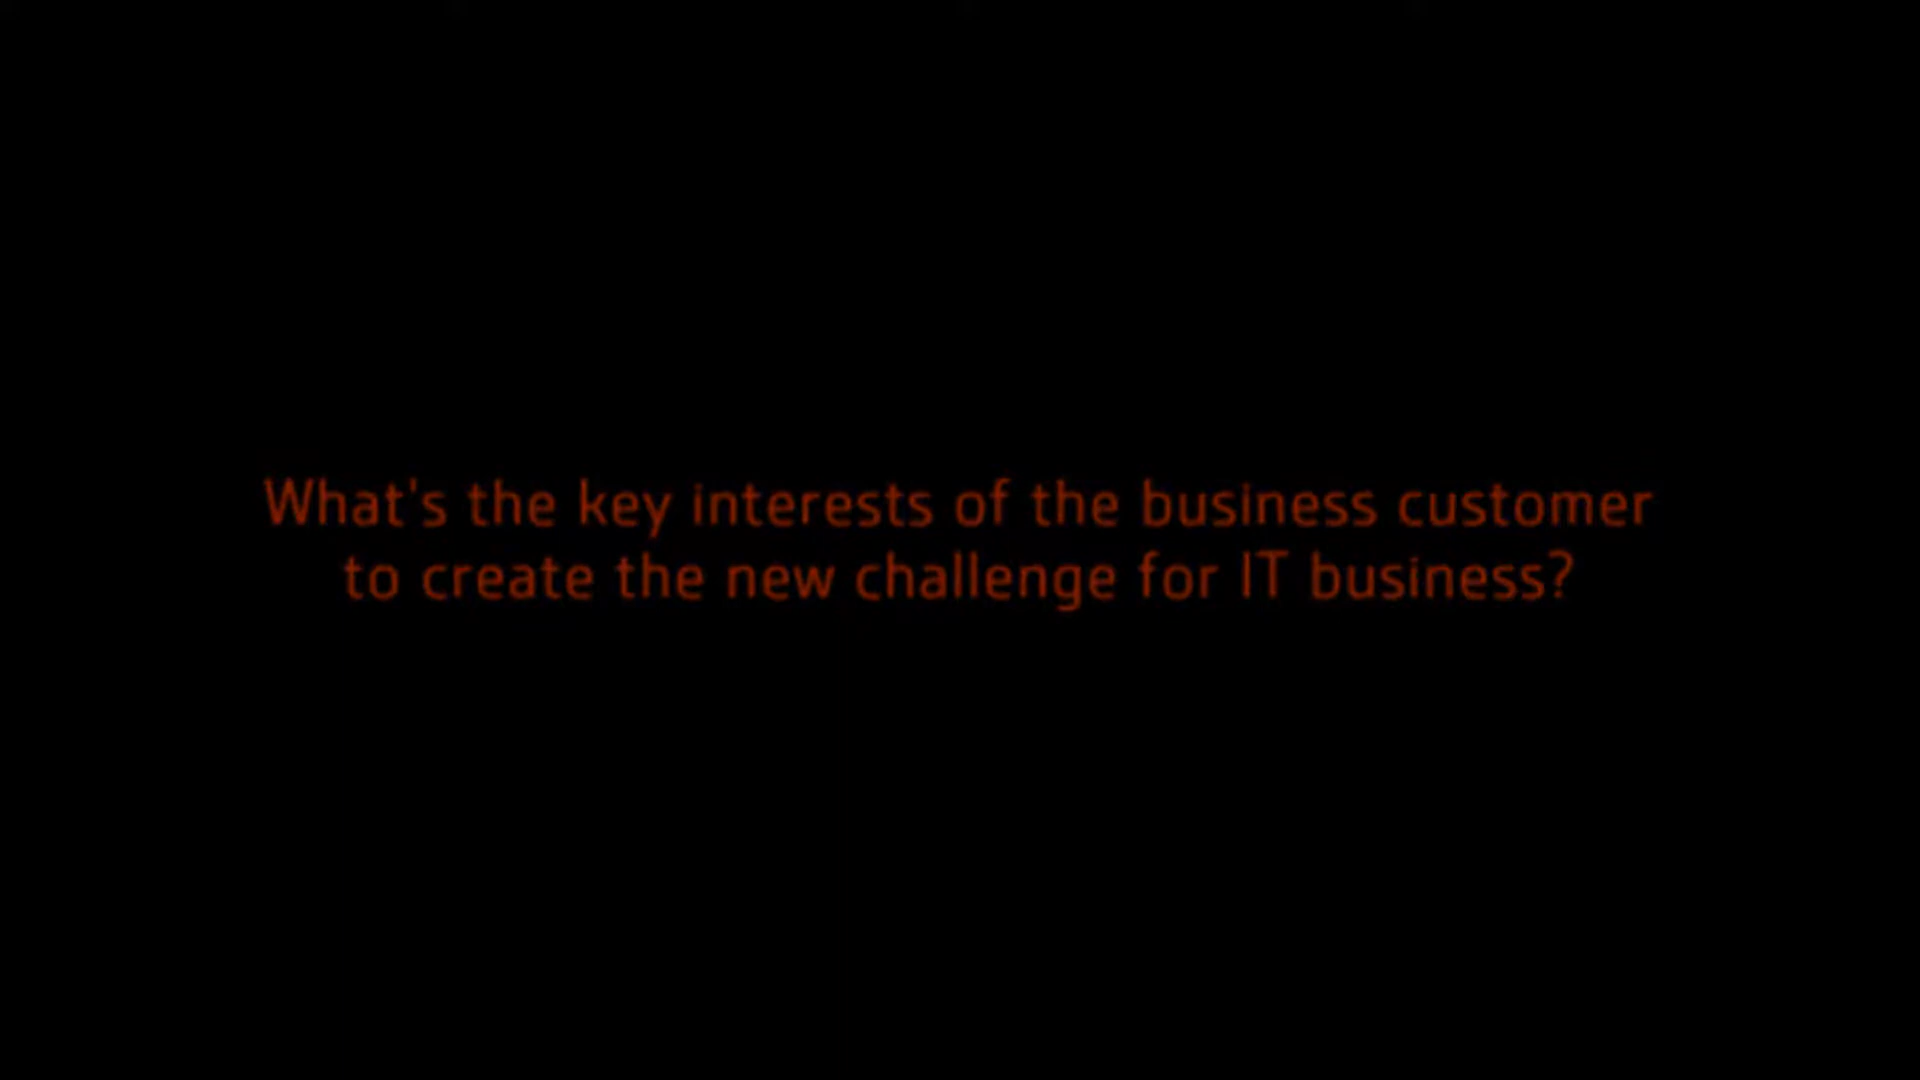 What's the key interests of the business customer
to create the new challenge for IT business?